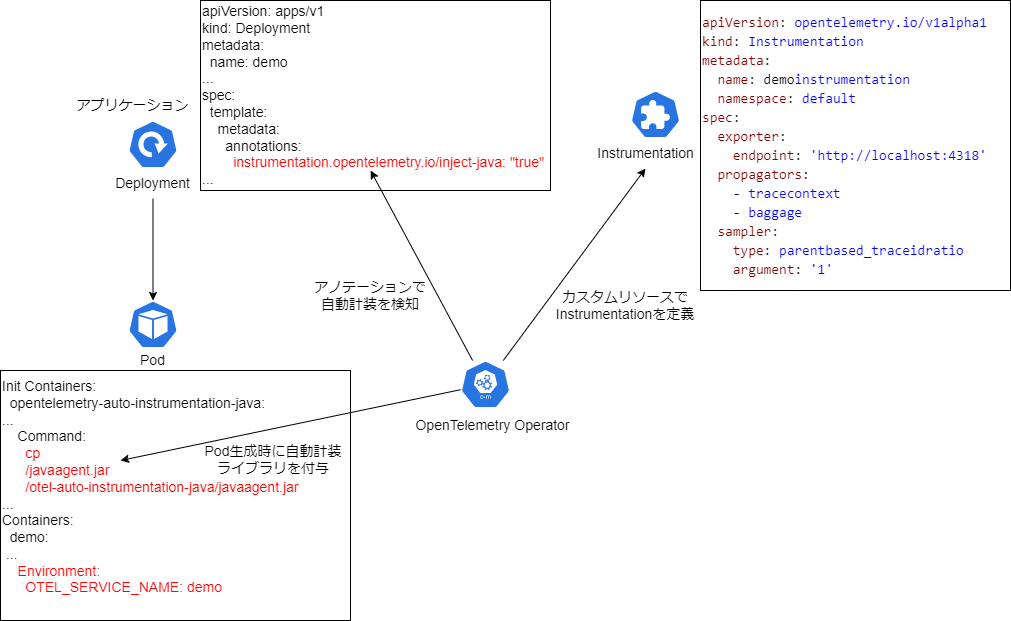 apiVersion: apps/v1
kind: Deployment
metadata:
  name: demo
...
spec:
  template:
    metadata:
      annotations:
        instrumentation.opentelemetry.io/inject-java: "true"
...
アプリケーション
Deployment
Instrumentation
apiVersion: opentelemetry.io/v1alpha1
kind: Instrumentation
metadata:
  name: demoinstrumentation
  namespace: default
spec:
  exporter:
    endpoint: 'http://localhost:4318'
  propagators:
    - tracecontext
    - baggage
  sampler:
    type: parentbased_traceidratio
    argument: '1'
アノテーションで
自動計装を検知
カスタムリソースで
Instrumentationを定義
Pod
c-m
OpenTelemetry Operator
Init Containers:
  opentelemetry-auto-instrumentation-java:
...
    Command:
      cp
      /javaagent.jar
      /otel-auto-instrumentation-java/javaagent.jar
...
Containers:
  demo:
 ...
    Environment:
      OTEL_SERVICE_NAME: demo
Pod生成時に自動計装
ライブラリを付与